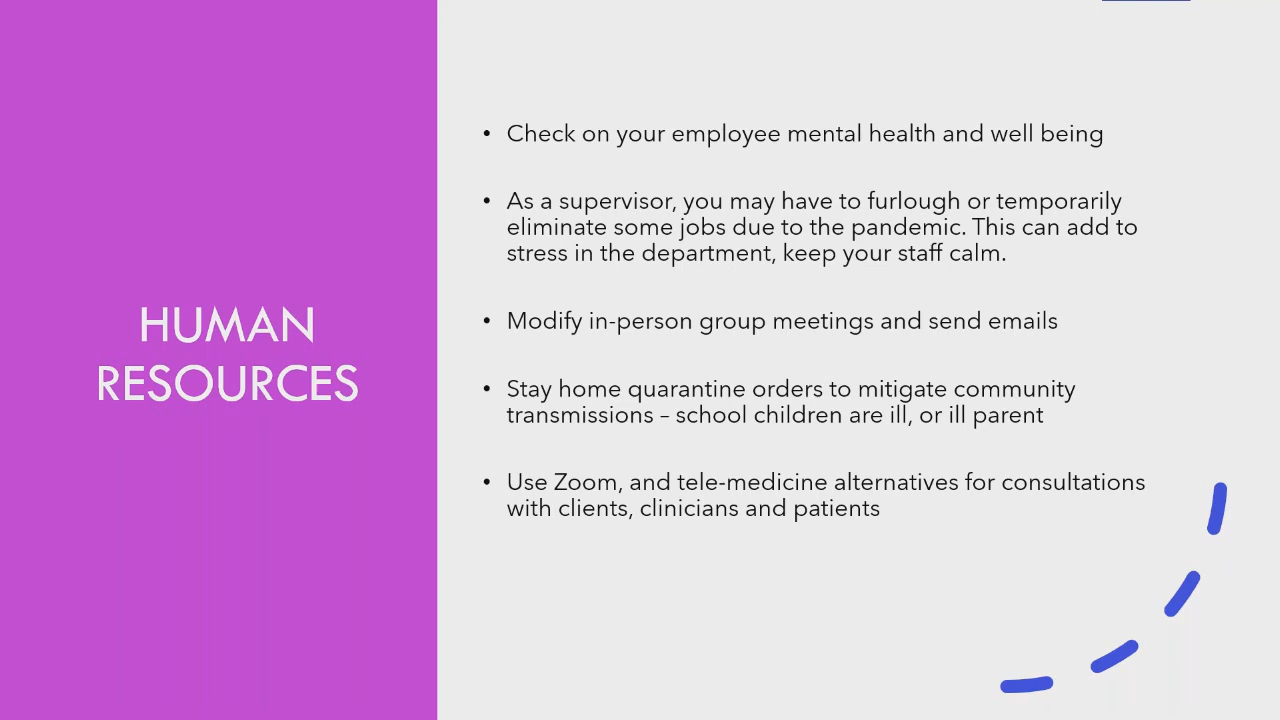 HUMAN
RESOURCES
• Check on your employee mental health and well being
• As a supervisor, you may have to furlough or temporarily
eliminate some jobs due to the pandemic. This can add to
stress in the department, keep your staff calm.
• Modify in-person group meetings and send emails
• Stay home quarantine orders to mitigate community
transmissions – school children are ill, or ill parent
• Use Zoom, and tele-medicine alternatives for consultations
with clients, clinicians and patients